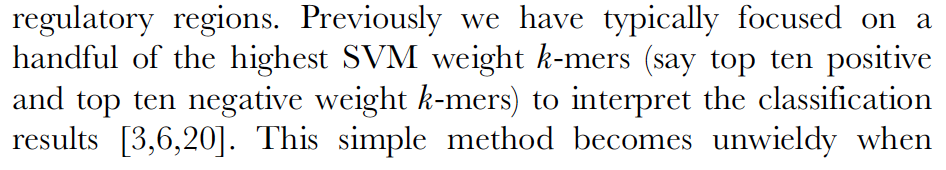 regulatory regions. Previously we have typically focused on a
handful of the highest SVM weight k-mers (say top ten positive
and top ten negative weight k-mers) to interpret the classification
results [3,6,20]. This simple method becomes unwieldy when